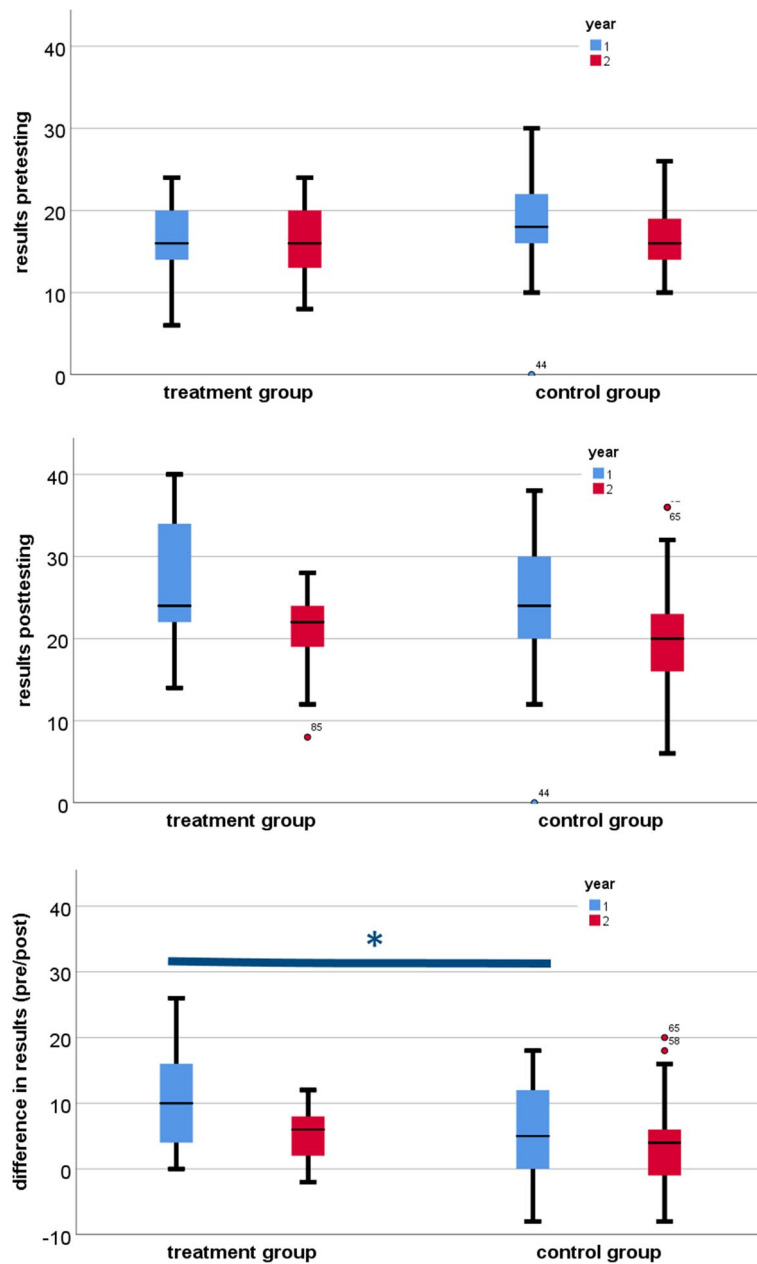 year
1
2
40
30
20
10
0
results pretesting
44
treatment group
control group
year
1
2
40
30
20
10
0
results posttesting
65
85
44
treatment group
control group
year
1
2
40
30
20
10
0
-10
difference in results (pre/post)
*
65
58
treatment group
control group